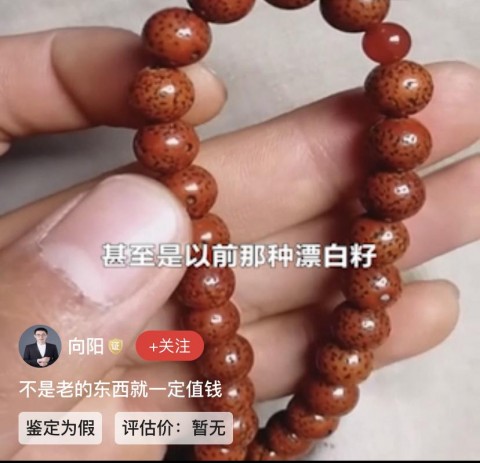 甚至是以前那种漂白籽
向阳 证 +关注
不是老的东西就一定值钱
鉴定为假 评估价：暂无